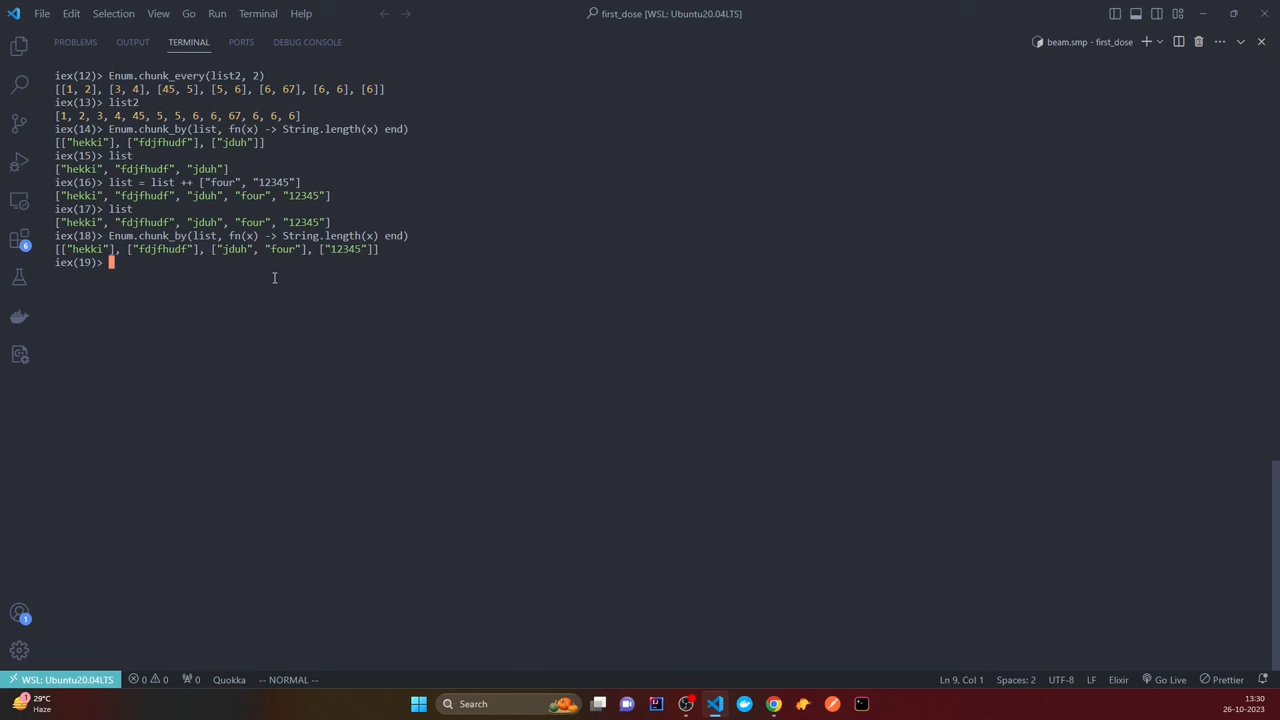 File Edit Selection View Go Run Terminal Help
first_dose [WSL: Ubuntu20.04LTS]
PROBLEMS OUTPUT TERMINAL PORTS DEBUG CONSOLE
beam.smp - first_dose
iex(12)> Enum.chunk_every(list2, 2)
[[1, 2], [3, 4], [45, 5], [5, 6], [6, 67], [6, 6], [6]]
iex(13)> list2
[1, 2, 3, 4, 45, 5, 5, 6, 6, 67, 6, 6, 6]
iex(14)> Enum.chunk_by(list, fn(x) -> String.length(x) end)
[["hekki"], ["fdjfhudf"], ["jduh"]]
iex(15)> list
["hekki", "fdjfhudf", "jduh"]
iex(16)> list = list ++ ["four", "12345"]
["hekki", "fdjfhudf", "jduh", "four", "12345"]
iex(17)> list
["hekki", "fdjfhudf", "jduh", "four", "12345"]
iex(18)> Enum.chunk_by(list, fn(x) -> String.length(x) end)
[["hekki"], ["fdjfhudf"], ["jduh", "four"], ["12345"]]
iex(19)>
6
1
WSL: Ubuntu20.04LTS 0 0 0 Quokka -- NORMAL -- Ln 9, Col 1 Spaces: 2 UTF-8 LF Elixir Go Live Prettier
1 29°C
Haze
Search
13:30
26-10-2023